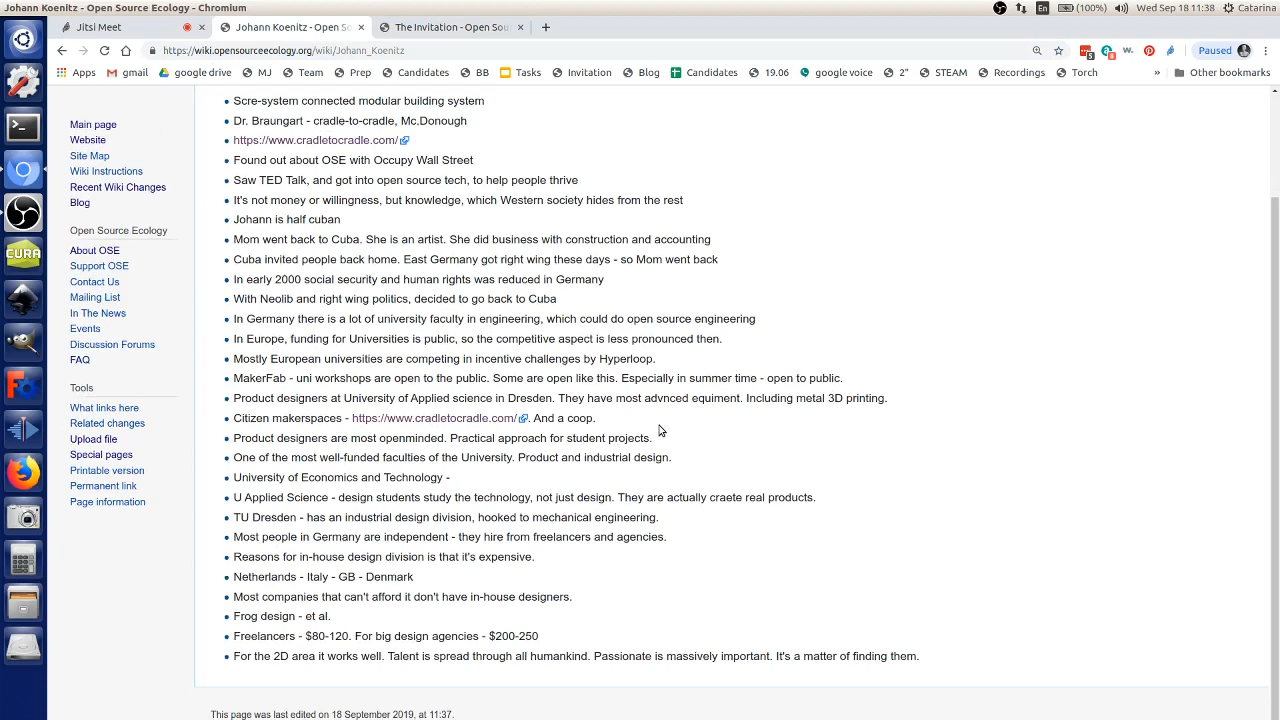 Johann Koenitz - Open Source Ecology - Chromium
En (100%) Wed Sep 18 11:38 Catarina
Jitsi Meet
Johann Koenitz - Open S
The Invitation - Open Sou
https://wiki.opensourceecology.org/wiki/Johann_Koenitz
Paused
Apps gmail google drive MJ Team Prep Candidates BB Tasks Invitation Blog Candidates 19.06 google voice 2" STEAM Recordings Torch » Other bookmarks
Main page
Website
Site Map
Wiki Instructions
Recent Wiki Changes
Blog
Open Source Ecology
About OSE
Support OSE
Contact Us
Mailing List
In The News
Events
Discussion Forums
FAQ
Tools
What links here
Related changes
Upload file
Special pages
Printable version
Permanent link
Page information
Scre-system connected modular building system
Dr. Braungart - cradle-to-cradle, Mc.Donough
https://www.cradletocradle.com/
Found out about OSE with Occupy Wall Street
Saw TED Talk, and got into open source tech, to help people thrive
It's not money or willingness, but knowledge, which Western society hides from the rest
Johann is half cuban
Mom went back to Cuba. She is an artist. She did business with construction and accounting
Cuba invited people back home. East Germany got right wing these days - so Mom went back
In early 2000 social security and human rights was reduced in Germany
With Neolib and right wing politics, decided to go back to Cuba
In Germany there is a lot of university faculty in engineering, which could do open source engineering
In Europe, funding for Universities is public, so the competitive aspect is less pronounced then.
Mostly European universities are competing in incentive challenges by Hyperloop.
MakerFab - uni workshops are open to the public. Some are open like this. Especially in summer time - open to public.
Product designers at University of Applied science in Dresden. They have most advnced equiment. Including metal 3D printing.
Citizen makerspaces - https://www.cradletocradle.com/. And a coop.
Product designers are most openminded. Practical approach for student projects.
One of the most well-funded faculties of the University. Product and industrial design.
University of Economics and Technology -
U Applied Science - design students study the technology, not just design. They are actually craete real products.
TU Dresden - has an industrial design division, hooked to mechanical engineering.
Most people in Germany are independent - they hire from freelancers and agencies.
Reasons for in-house design division is that it's expensive.
Netherlands - Italy - GB - Denmark
Most companies that can't afford it don't have in-house designers.
Frog design - et al.
Freelancers - $80-120. For big design agencies - $200-250
For the 2D area it works well. Talent is spread through all humankind. Passionate is massively important. It's a matter of finding them.
This page was last edited on 18 September 2019, at 11:37.
CURA